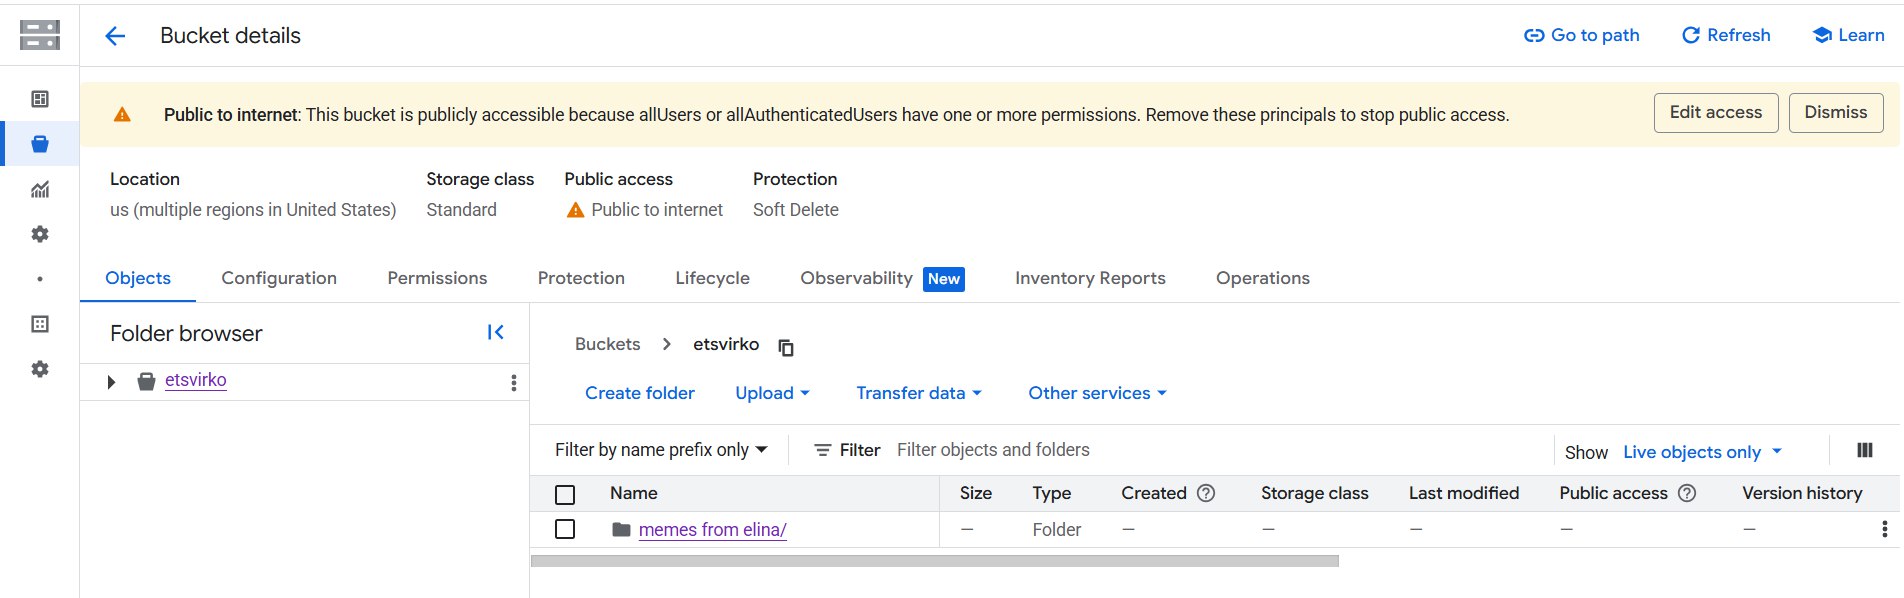 Bucket details
Go to path
Refresh
Learn
Public to internet: This bucket is publicly accessible because allUsers or allAuthenticatedUsers have one or more permissions. Remove these principals to stop public access.
Edit access
Dismiss
Location
Storage class
Public access
Protection
us (multiple regions in United States)
Standard
Public to internet
Soft Delete
Objects
Configuration
Permissions
Protection
Lifecycle
Observability New
Inventory Reports
Operations
Folder browser
etsvirko
Buckets > etsvirko
Create folder
Upload
Transfer data
Other services
Filter by name prefix only
Filter Filter objects and folders
Show Live objects only
Name Size Type Created Storage class Last modified Public access Version history
memes from elina/ — Folder — — — — —